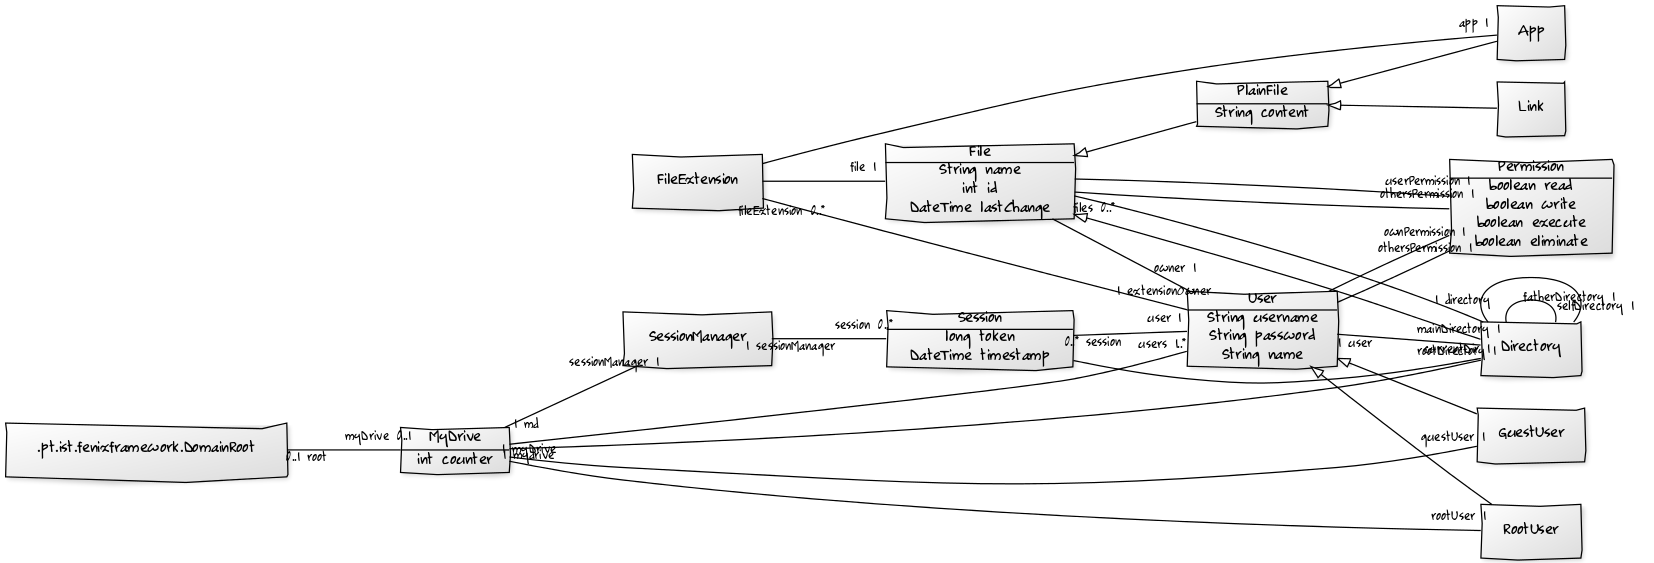 app 1
App
PlainFile
String content
Link
FileExtension
file 1
fileExtension 0..*
File
String name
int id
DateTime lastChange
files 0..*
userPermission 1
othersPermission 1
Permission
boolean read
boolean write
boolean execute
boolean eliminate
ownPermission 1
othersPermission 1
owner 1
1 extensionOwner
User
String username
String password
String name
1 directory
fatherDirectory 1
selfDirectory 1
mainDirectory 1
rootDirectory 1
Directory
1 user
sessionManager 1
SessionManager
1 sessionManager
session 0..*
Session
long token
DateTime timestamp
user 1
0..* session
users 1..*
.pt.ist.fenixframework.DomainRoot
0..1 root
myDrive 0..1
MyDrive
int counter
1 md
guestUser 1
GuestUser
rootUser 1
RootUser